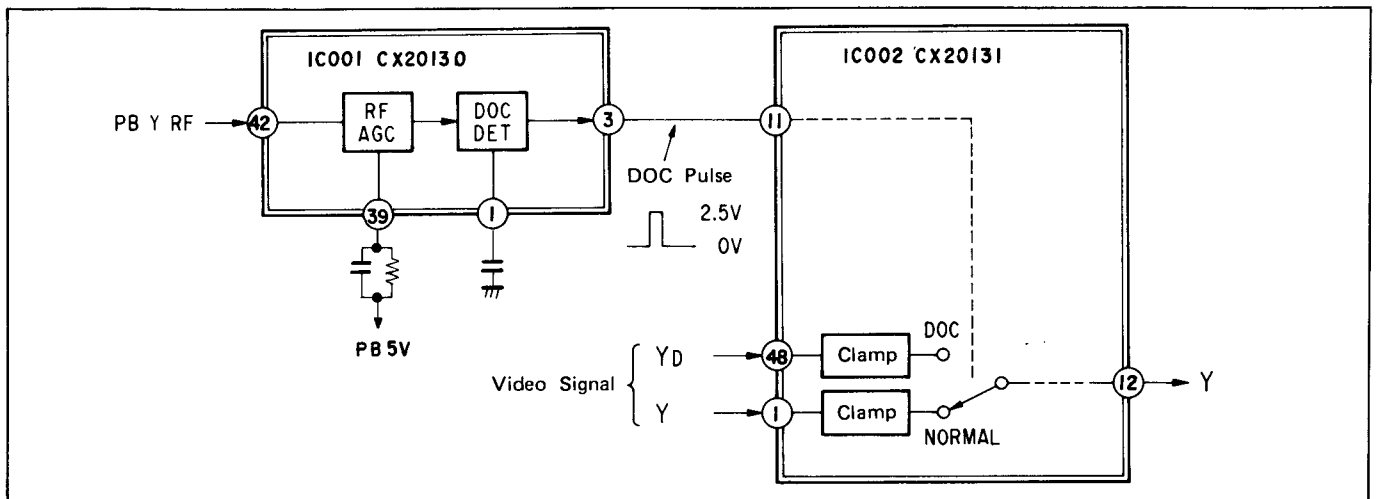 IC001 CX20130
PB Y RF
42
RF
AGC
DOC
DET
3
39
1
PB 5V
DOC Pulse
2.5V
0V
IC002 CX20131
11
Video Signal
YD
48
Clamp
DOC
Y
1
Clamp
NORMAL
12
Y